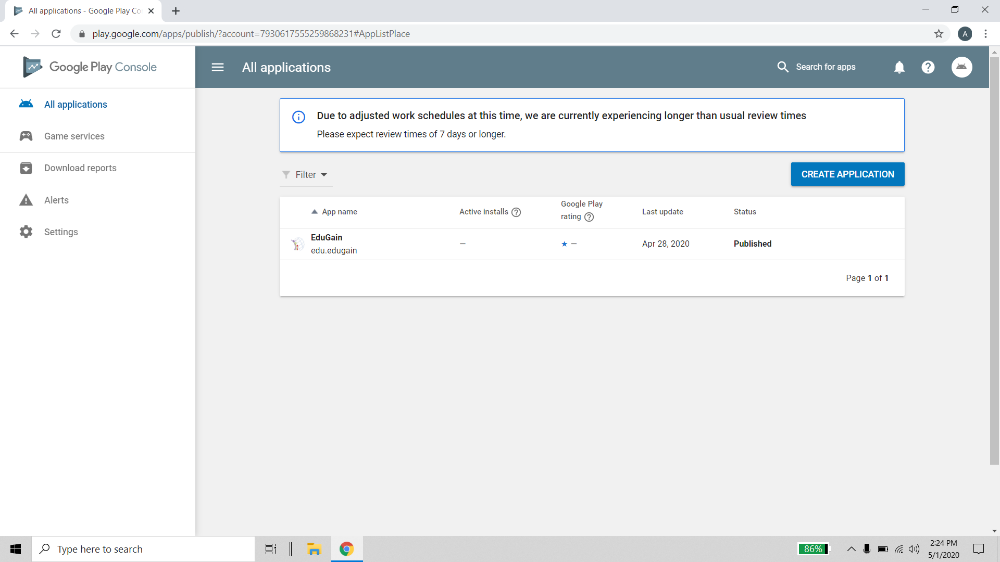 All applications - Google Play Co
play.google.com/apps/publish/?account=7930617555259868231#AppListPlace
A
Google Play Console
All applications
Search for apps
All applications
Game services
Download reports
Alerts
Settings
Due to adjusted work schedules at this time, we are currently experiencing longer than usual review times
Please expect review times of 7 days or longer.
Filter
CREATE APPLICATION
App name
Active installs
Google Play
rating
Last update
Status
EduGain
edu.edugain
–
–
Apr 28, 2020
Published
Page 1 of 1
Type here to search
86%
2:24 PM
5/1/2020